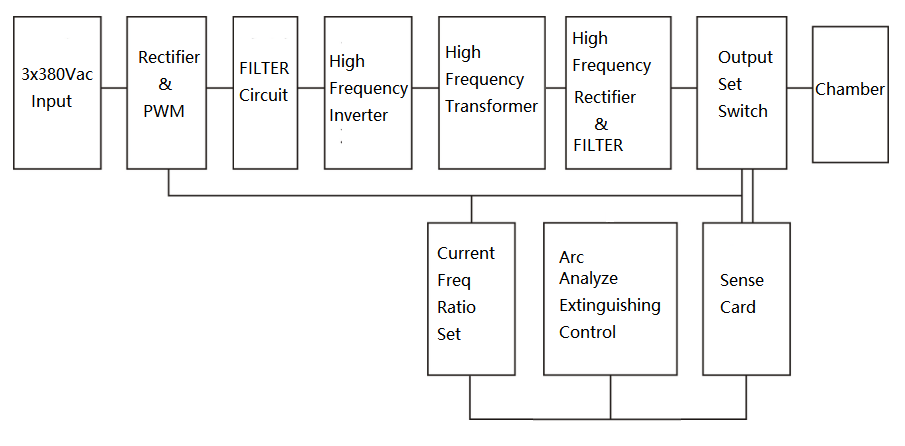 3x380Vac
Input
Rectifier
&
PWM
FILTER
Circuit
High
Frequency
Inverter
High
Frequency
Transformer
High
Frequency
Rectifier
&
FILTER
Output
Set
Switch
Chamber
Current
Freq
Ratio
Set
Arc
Analyze
Extinguishing
Control
Sense
Card